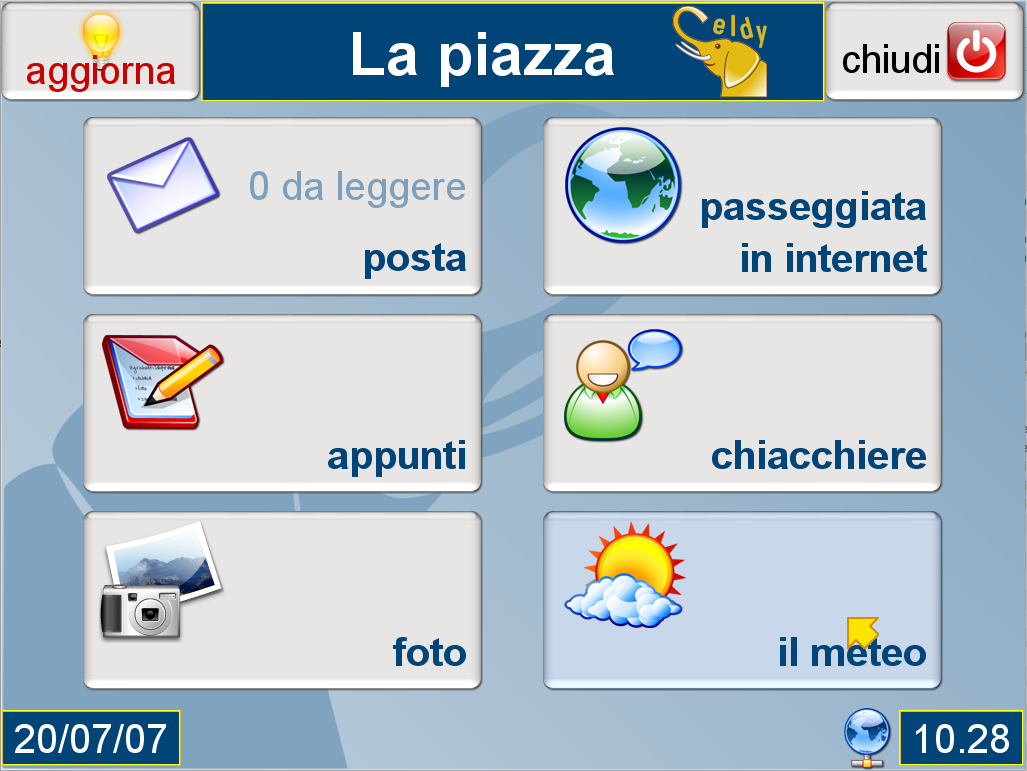 aggiorna
La piazza
eldy
chiudi
0 da leggere
posta
passeggiata
in internet
appunti
chiacchiere
foto
il meteo
20/07/07
10.28